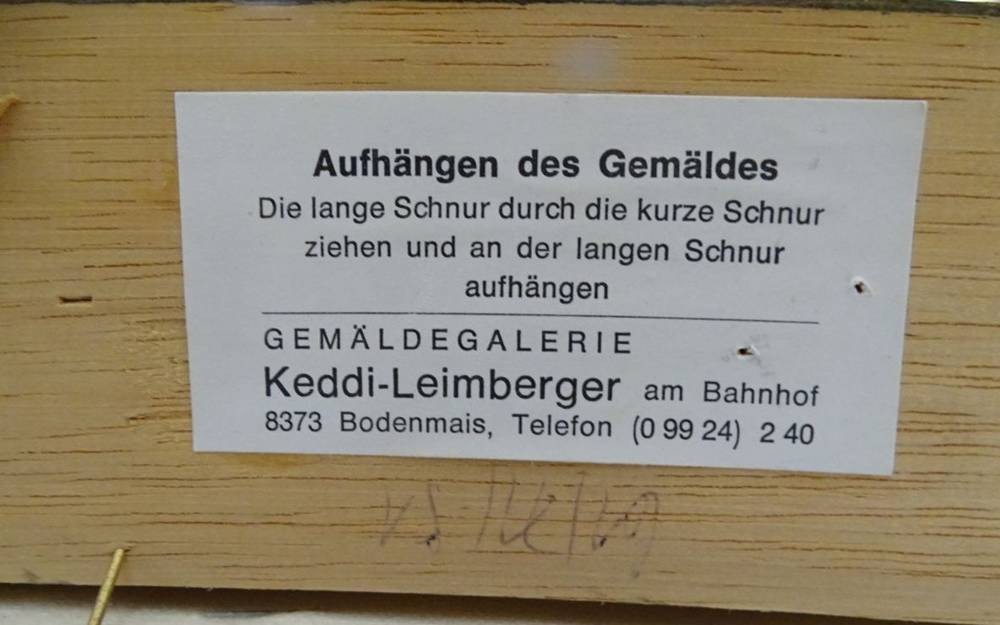 Aufhängen des Gemäldes
Die lange Schnur durch die kurze Schnur
ziehen und an der langen Schnur
aufhängen
GEMÄLDEGALERIE
Keddi-Leimberger am Bahnhof
8373 Bodenmais, Telefon (0 99 24) 2 40